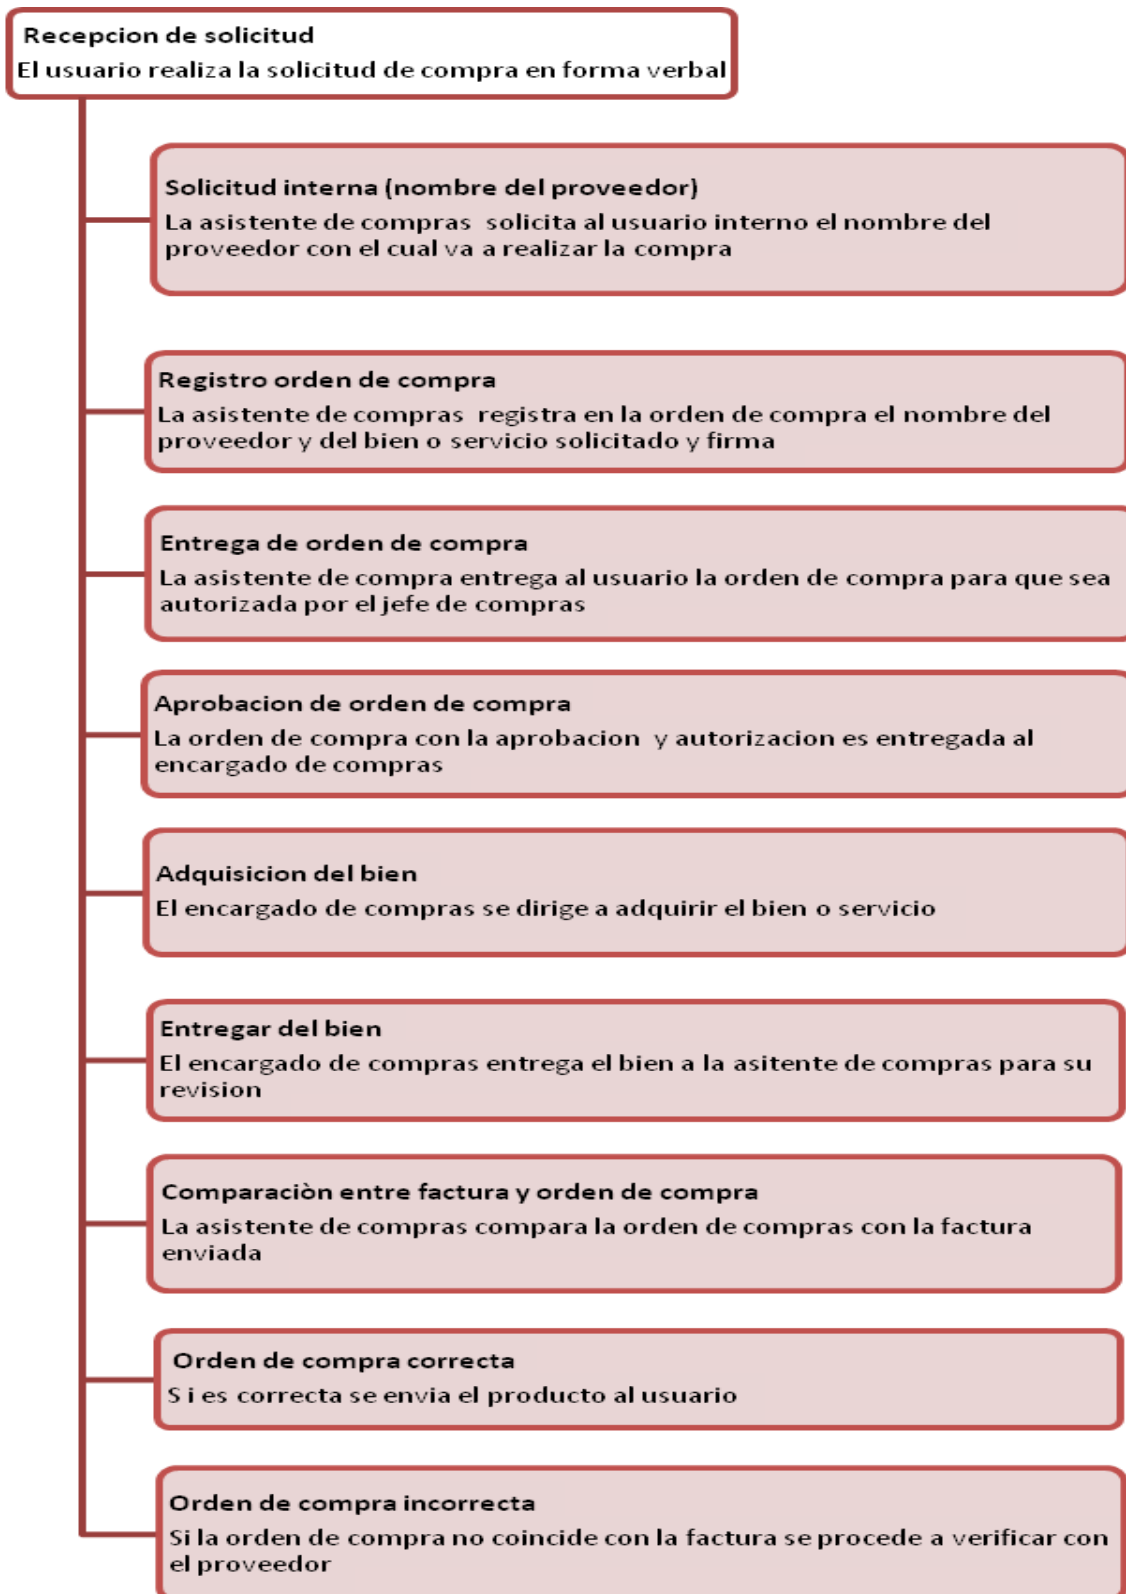 Recepcion de solicitud
El usuario realiza la solicitud de compra en forma verbal
Solicitud interna (nombre del proveedor)
La asistente de compras solicita al usuario interno el nombre del
proveedor con el cual va a realizar la compra
Registro orden de compra
La asistente de compras registra en la orden de compra el nombre del
proveedor y del bien o servicio solicitado y firma
Entrega de orden de compra
La asistente de compra entrega al usuario la orden de compra para que sea
autorizada por el jefe de compras
Aprobacion de orden de compra
La orden de compra con la aprobacion y autorizacion es entregada al
encargado de compras
Adquisicion del bien
El encargado de compras se dirige a adquirir el bien o servicio
Entregar del bien
El encargado de compras entrega el bien a la asitente de compras para su
revision
Comparaciòn entre factura y orden de compra
La asistente de compras compara la orden de compras con la factura
enviada
Orden de compra correcta
S i es correcta se envia el producto al usuario
Orden de compra incorrecta
Si la orden de compra no coincide con la factura se procede a verificar con
el proveedor